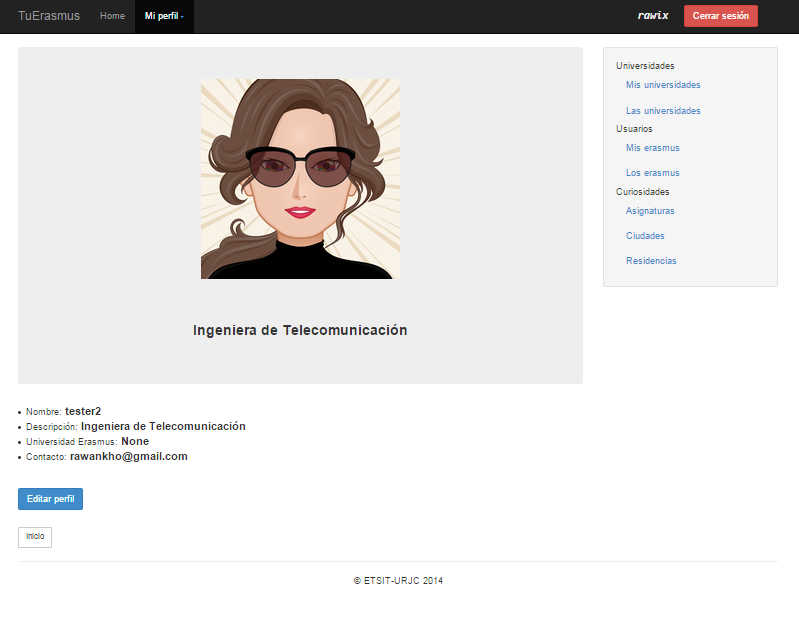 TuErasmus Home Mi perfil rawix Cerrar sesión
Ingeniera de Telecomunicación
Universidades
Mis universidades
Las universidades
Usuarios
Mis erasmus
Los erasmus
Curiosidades
Asignaturas
Ciudades
Residencias
• Nombre: tester2
• Descripción: Ingeniera de Telecomunicación
• Universidad Erasmus: None
• Contacto: rawankho@gmail.com
Editar perfil
Inicio
© ETSIT-URJC 2014